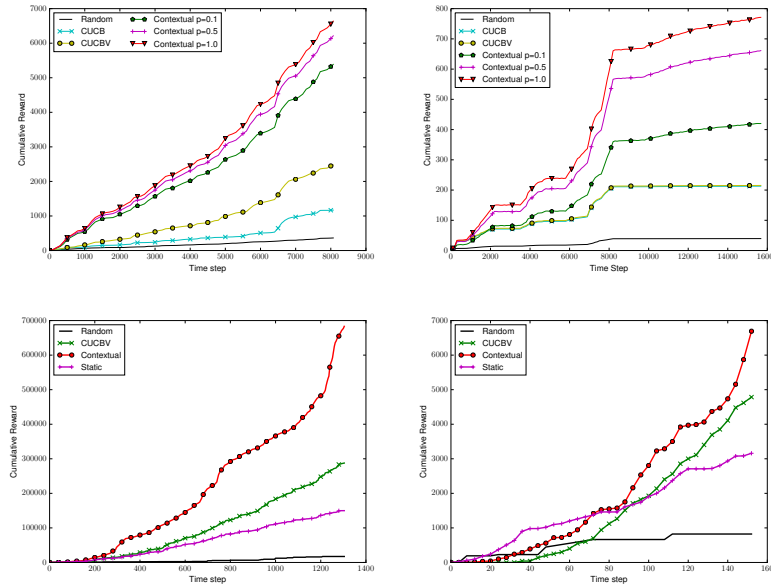 7000
6000
5000
4000
3000
2000
1000
0
Cumulative Reward
Random
CUCB
CUCBV
Contextual p=0.1
Contextual p=0.5
Contextual p=1.0
0 1000 2000 3000 4000 5000 6000 7000 8000 9000
Time Step
800
700
600
500
400
300
200
100
0
Cumulative Reward
Random
CUCB
CUCBV
Contextual p=0.1
Contextual p=0.5
Contextual p=1.0
0 2000 4000 6000 8000 10000 12000 14000 1600
Time Step
700000
600000
500000
400000
300000
200000
100000
0
Cumulative Reward
Random
CUCBV
Contextual
Static
0 200 400 600 800 1000 1200 1400
Time step
7000
6000
5000
4000
3000
2000
1000
0
Cumulative Reward
Random
CUCBV
Contextual
Static
0 20 40 60 80 100 120 140 160
Time step